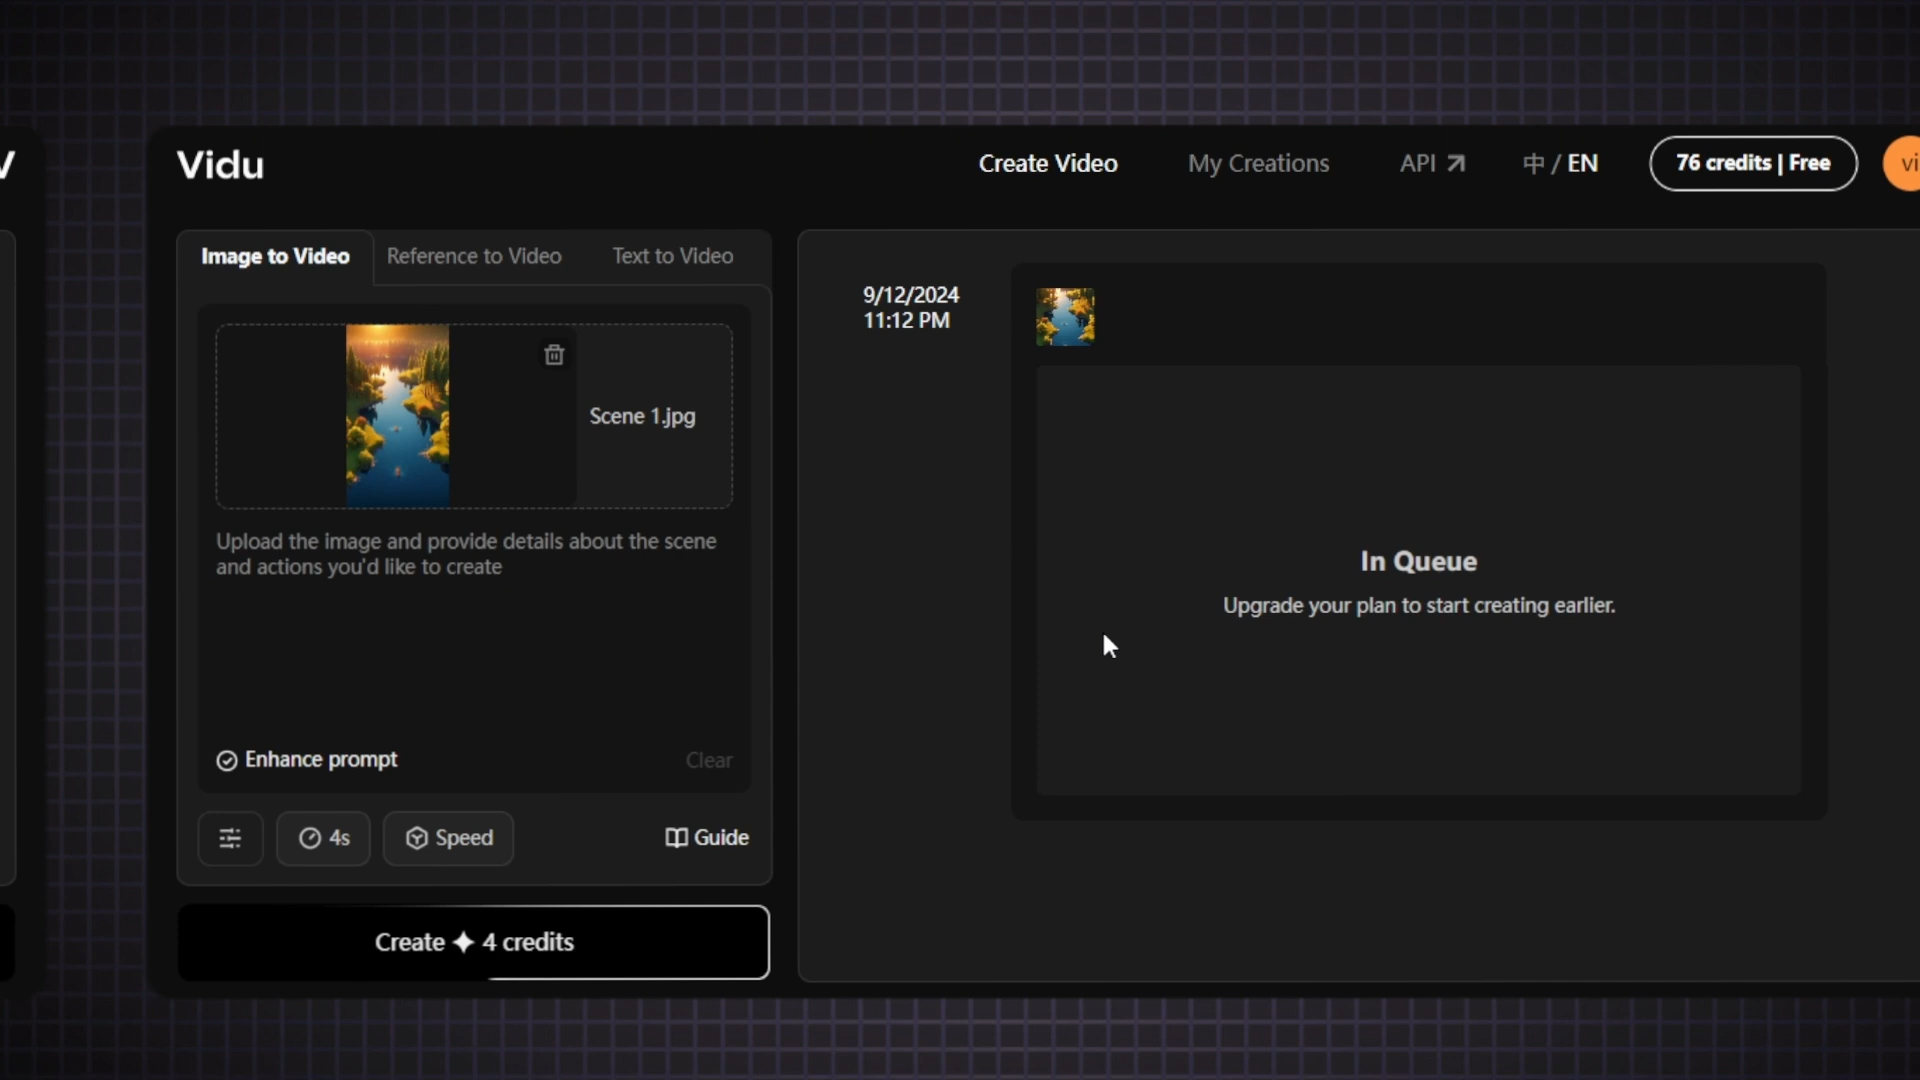 V
Vidu
Create Video
My Creations
API
中 / EN
76 credits | Free
vi
Image to Video
Reference to Video
Text to Video
Scene 1.jpg
Upload the image and provide details about the scene
and actions you'd like to create
Enhance prompt
Clear
4s
Speed
Guide
Create ✦ 4 credits
9/12/2024
11:12 PM
In Queue
Upgrade your plan to start creating earlier.